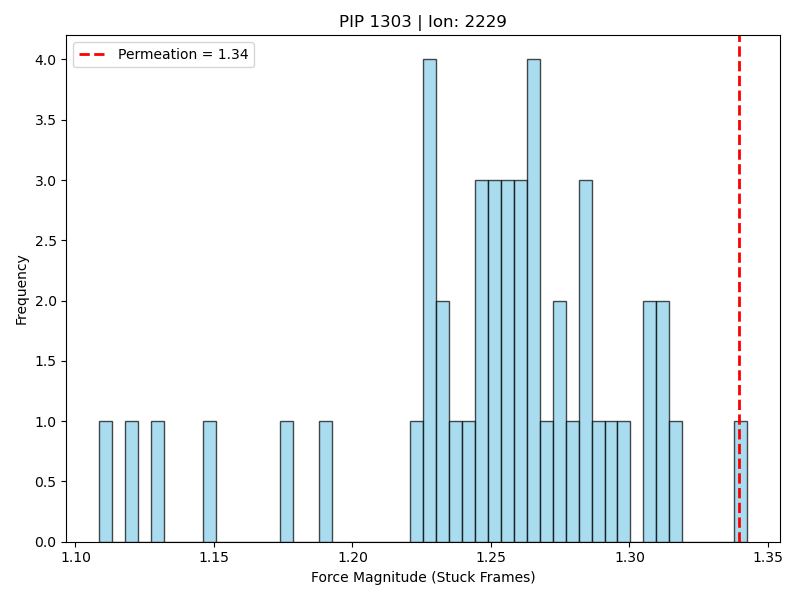 PIP 1303 | Ion: 2229
Permeation = 1.34
4.0
3.5
3.0
2.5
2.0
1.5
1.0
0.5
0.0
Frequency
1.10 1.15 1.20 1.25 1.30 1.35
Force Magnitude (Stuck Frames)